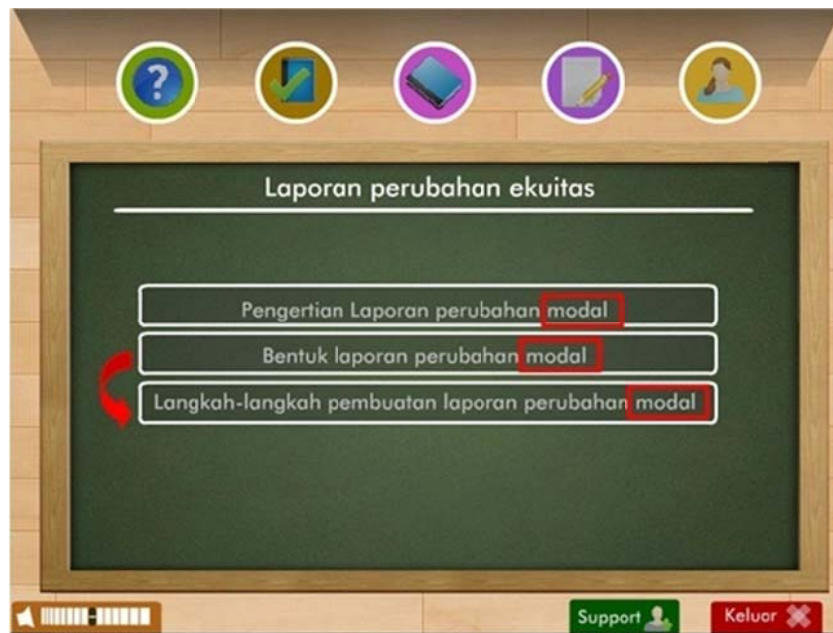 Laporan perubahan ekuitas
Pengertian Laporan perubahan modal
Bentuk laporan perubahan modal
Langkah-langkah pembuatan laporan perubahan modal
Support
Keluar